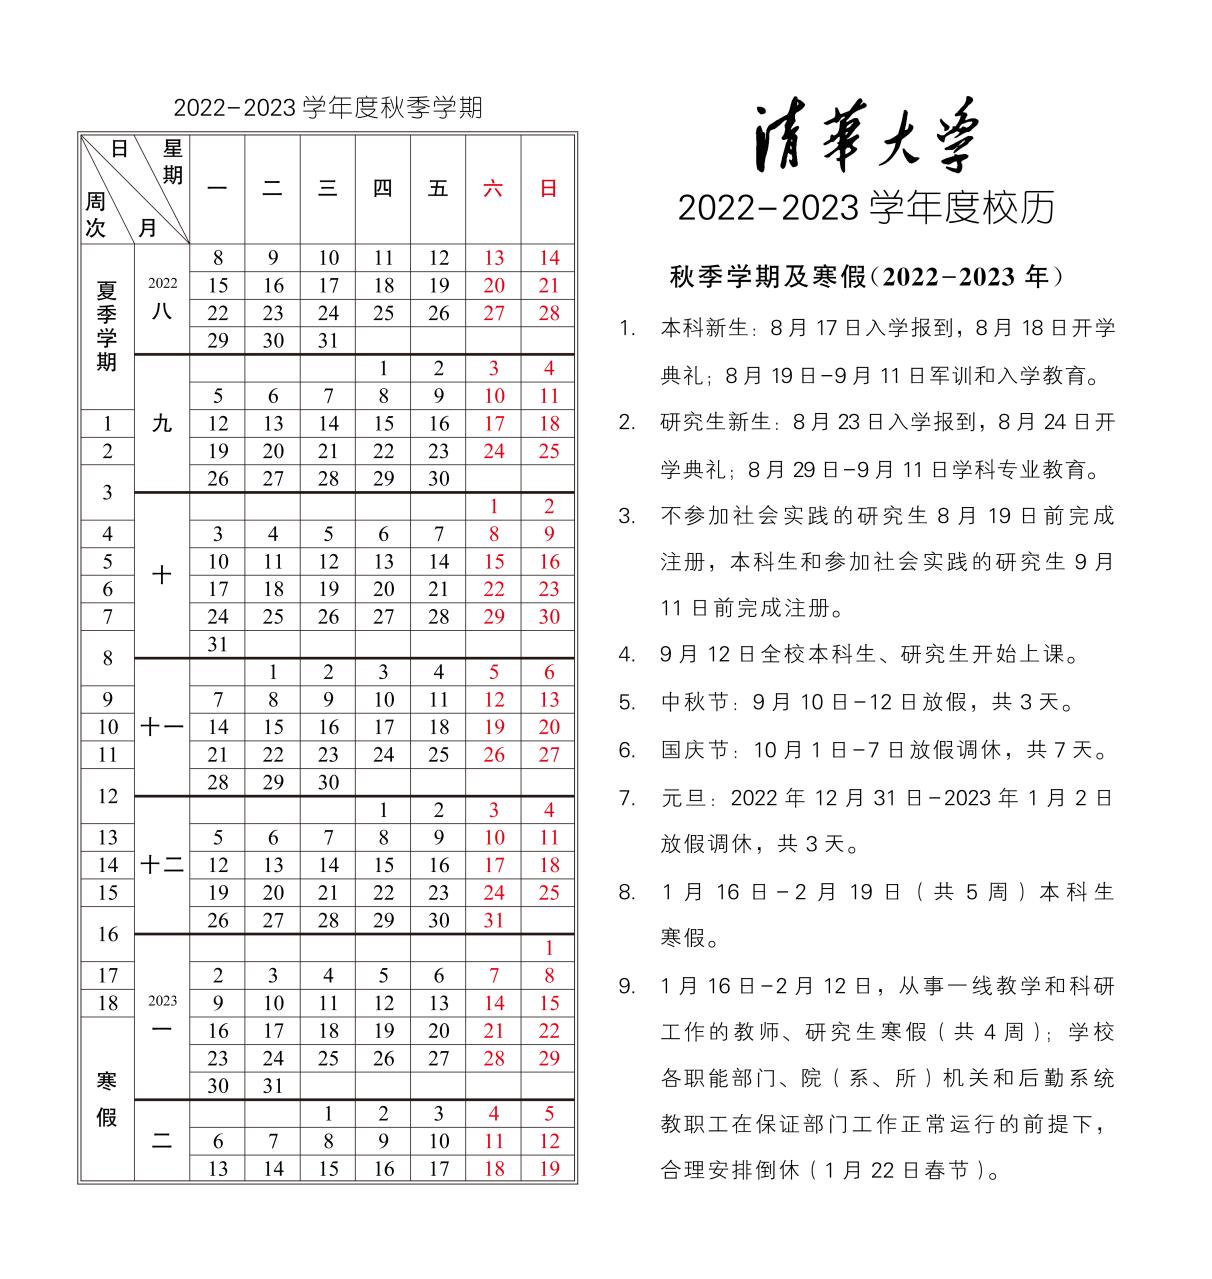 2022-2023 学年度秋季学期
日 星期
周次 月 一 二 三 四 五 六 日
夏季学期 2022 八 8 9 10 11 12 13 14
15 16 17 18 19 20 21
22 23 24 25 26 27 28
29 30 31
九 1 2 3 4
5 6 7 8 9 10 11
1 12 13 14 15 16 17 18
2 19 20 21 22 23 24 25
3 26 27 28 29 30
十 1 2
4 3 4 5 6 7 8 9
5 10 11 12 13 14 15 16
6 17 18 19 20 21 22 23
7 24 25 26 27 28 29 30
8 31
十一 1 2 3 4 5 6
9 7 8 9 10 11 12 13
10 14 15 16 17 18 19 20
11 21 22 23 24 25 26 27
12 28 29 30
十二 1 2 3 4
13 5 6 7 8 9 10 11
14 12 13 14 15 16 17 18
15 19 20 21 22 23 24 25
16 26 27 28 29 30 31
2023 一 1
17 2 3 4 5 6 7 8
18 9 10 11 12 13 14 15
寒假 16 17 18 19 20 21 22
23 24 25 26 27 28 29
30 31
二 1 2 3 4 5
6 7 8 9 10 11 12
13 14 15 16 17 18 19
清華大学
2022-2023 学年度校历
秋季学期及寒假(2022-2023 年)
1. 本科新生：8 月 17 日入学报到，8 月 18 日开学
典礼；8 月 19 日-9 月 11 日军训和入学教育。
2. 研究生新生：8 月 23 日入学报到，8 月 24 日开
学典礼；8 月 29 日-9 月 11 日学科专业教育。
3. 不参加社会实践的研究生 8 月 19 日前完成
注册，本科生和参加社会实践的研究生 9 月
11 日前完成注册。
4. 9 月 12 日全校本科生、研究生开始上课。
5. 中秋节：9 月 10 日-12 日放假，共 3 天。
6. 国庆节：10 月 1 日-7 日放假调休，共 7 天。
7. 元旦：2022 年 12 月 31 日-2023 年 1 月 2 日
放假调休，共 3 天。
8. 1 月 16 日-2 月 19 日（共 5 周）本科生
寒假。
9. 1 月 16 日-2 月 12 日，从事一线教学和科研
工作的教师、研究生寒假（共 4 周）；学校
各职能部门、院（系、所）机关和后勤系统
教职工在保证部门工作正常运行的前提下，
合理安排倒休（1 月 22 日春节）。